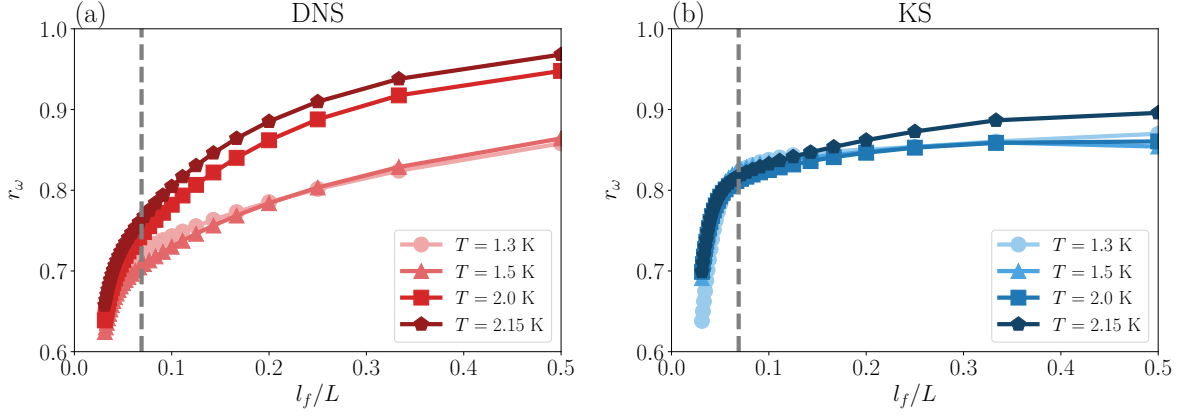 (a)
DNS
1.0
0.9
0.8
0.7
0.6
r_ω
0.0 0.1 0.2 0.3 0.4 0.5
l_f/L
T = 1.3 K
T = 1.5 K
T = 2.0 K
T = 2.15 K
(b)
KS
1.0
0.9
0.8
0.7
0.6
r_ω
0.0 0.1 0.2 0.3 0.4 0.5
l_f/L
T = 1.3 K
T = 1.5 K
T = 2.0 K
T = 2.15 K